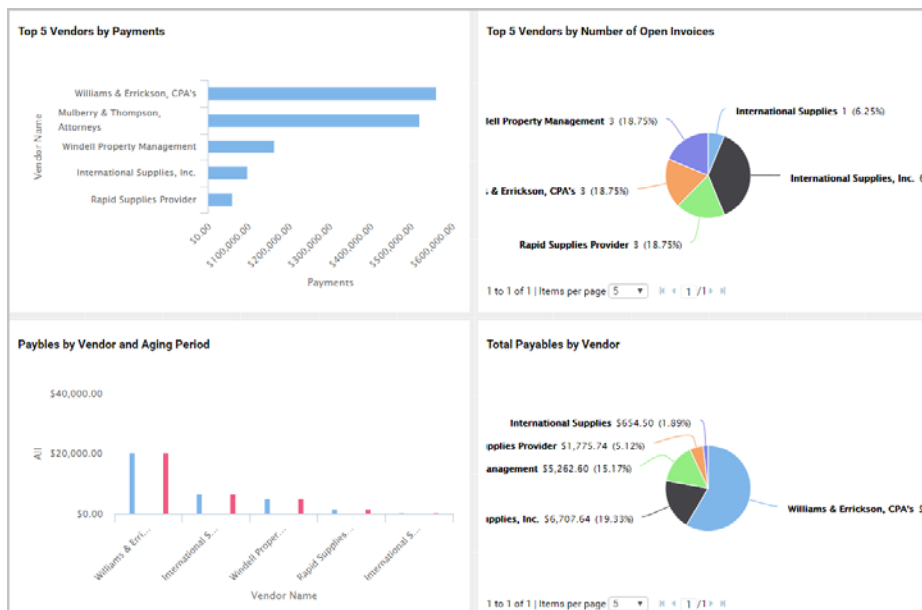 Top 5 Vendors by Payments
Vendor Name
Williams & Errickson, CPA's
Mulberry & Thompson,
Attorneys
Windell Property Management
International Supplies, Inc.
Rapid Supplies Provider
$0.00
$100,000.00
$200,000.00
$300,000.00
$400,000.00
$500,000.00
$600,000.00
Payments
Top 5 Vendors by Number of Open Invoices
International Supplies 1 (6.25%)
ell Property Management 3 (18.75%)
International Supplies, Inc. 6
& Errickson, CPA's 3 (18.75%)
Rapid Supplies Provider 3 (18.75%)
1 to 1 of 1 | Items per page 5 1 /1
Paybles by Vendor and Aging Period
$40,000.00
All
$20,000.00
$0.00
Williams & Erri...
International S...
Windell Proper...
Rapid Supplies...
International S...
Vendor Name
Total Payables by Vendor
International Supplies $654.50 (1.89%)
pplies Provider $1,775.74 (5.12%)
anagement $5,262.60 (15.17%)
Williams & Errickson, CPA's $
pplies, Inc. $6,707.64 (19.33%)
1 to 1 of 1 | Items per page 5 1 /1